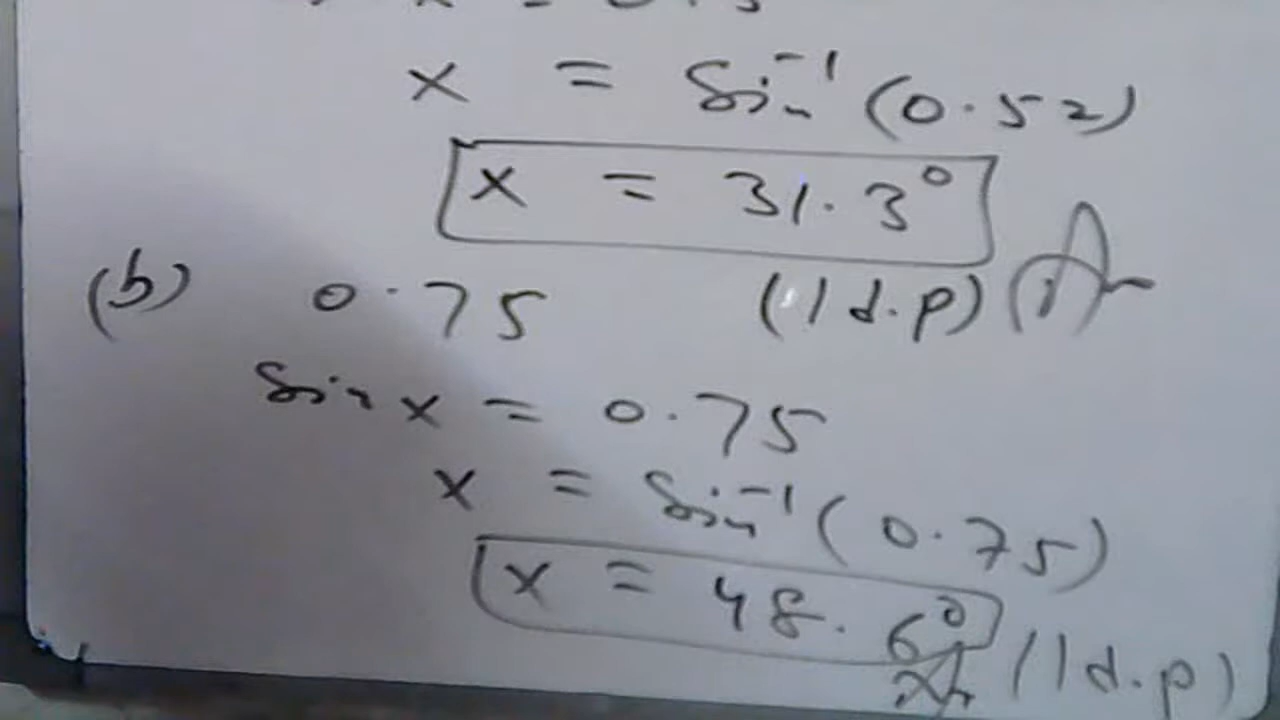 x = sin⁻¹ (0.52)
x = 31.3°
(b) 0.75 (1 d.p)
sin x = 0.75
x = sin⁻¹ (0.75)
x = 48.6°
(1 d.p)